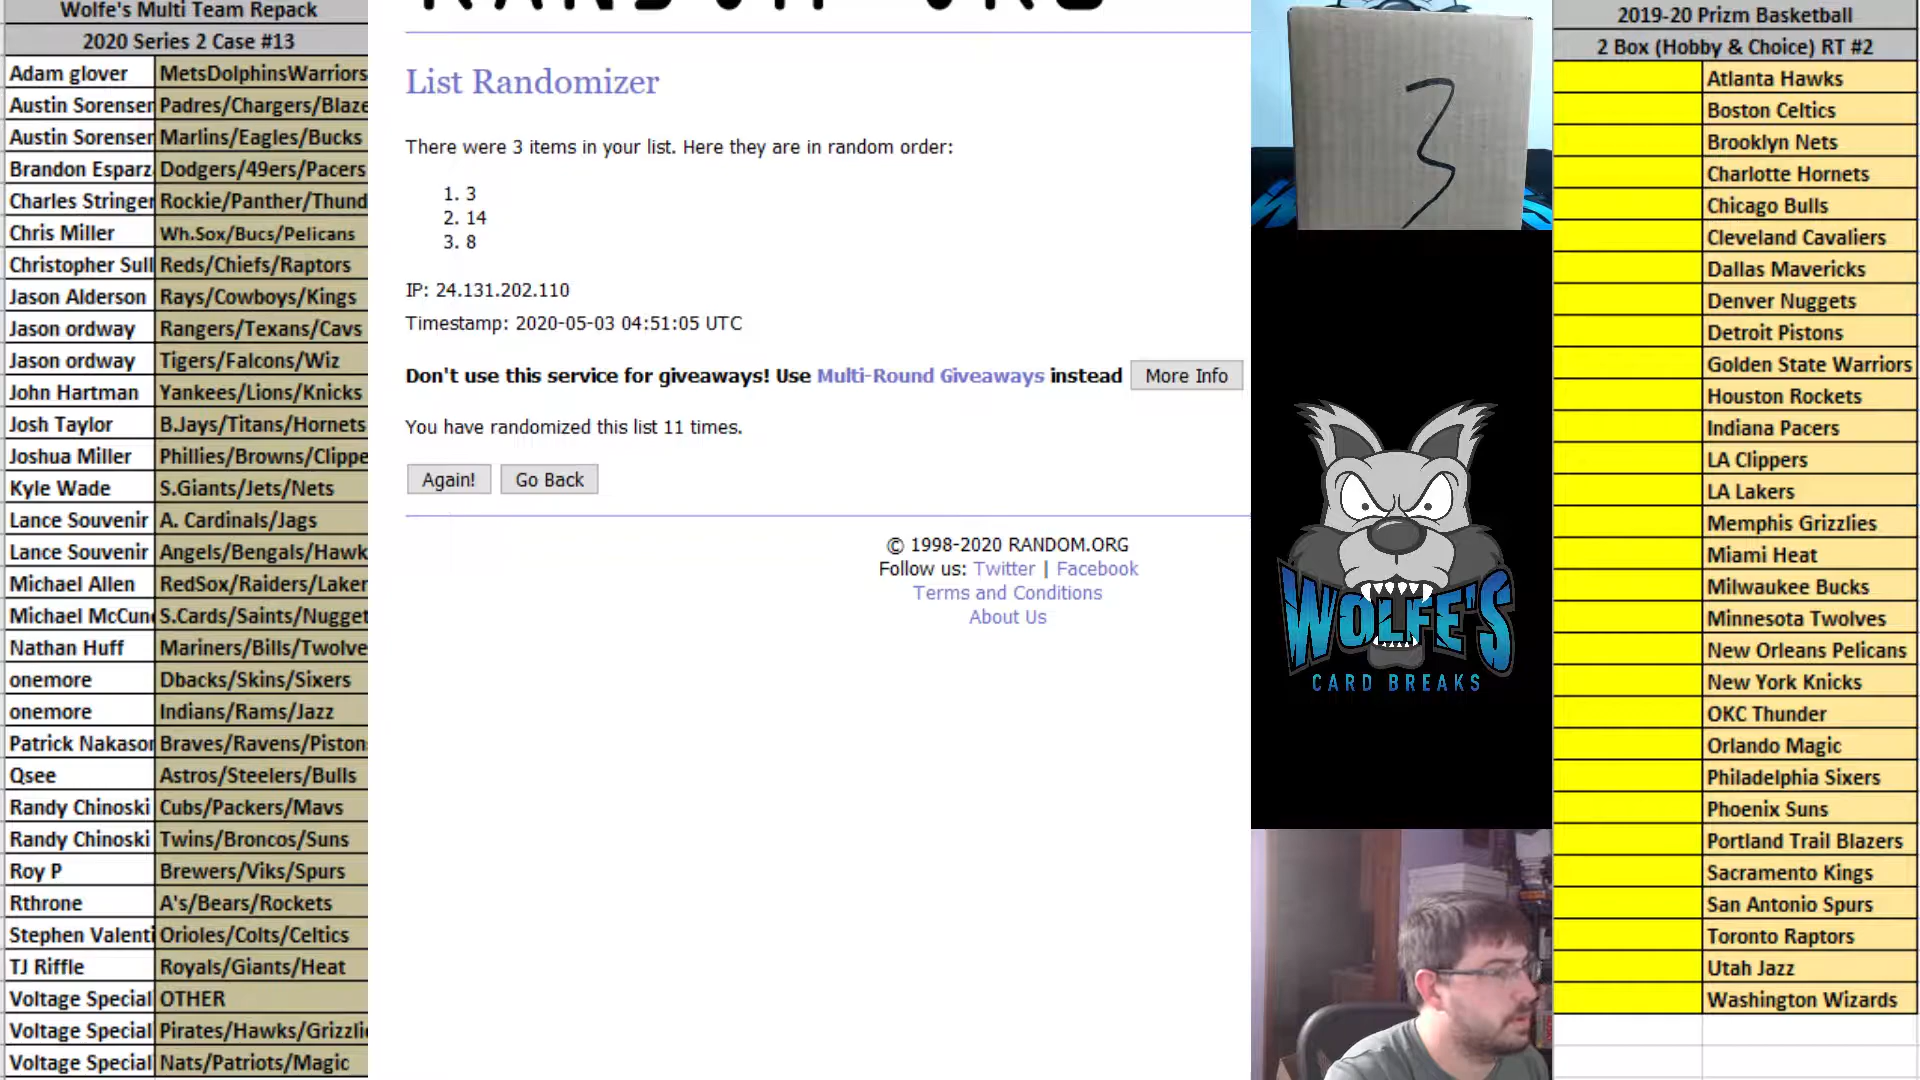 Wolfe's Multi Team Repack
2020 Series 2 Case #13
Adam glover MetsDolphinsWarriors
Austin Sorensen Padres/Chargers/Blaze
Austin Sorensen Marlins/Eagles/Bucks
Brandon Esparz Dodgers/49ers/Pacers
Charles Stringer Rockie/Panther/Thund
Chris Miller Wh.Sox/Bucs/Pelicans
Christopher Sull Reds/Chiefs/Raptors
Jason Alderson Rays/Cowboys/Kings
Jason ordway Rangers/Texans/Cavs
Jason ordway Tigers/Falcons/Wiz
John Hartman Yankees/Lions/Knicks
Josh Taylor B.Jays/Titans/Hornets
Joshua Miller Phillies/Browns/Clippe
Kyle Wade S.Giants/Jets/Nets
Lance Souvenir A. Cardinals/Jags
Lance Souvenir Angels/Bengals/Hawk
Michael Allen RedSox/Raiders/Laker
Michael McCun S.Cards/Saints/Nugget
Nathan Huff Mariners/Bills/Twolve
onemore Dbacks/Skins/Sixers
onemore Indians/Rams/Jazz
Patrick Nakason Braves/Ravens/Piston
Qsee Astros/Steelers/Bulls
Randy Chinoski Cubs/Packers/Mavs
Randy Chinoski Twins/Broncos/Suns
Roy P Brewers/Viks/Spurs
Rthrone A's/Bears/Rockets
Stephen Valenti Orioles/Colts/Celtics
TJ Riffle Royals/Giants/Heat
Voltage Special OTHER
Voltage Special Pirates/Hawks/Grizzli
Voltage Special Nats/Patriots/Magic
RANDOM.ORG
List Randomizer
There were 3 items in your list. Here they are in random order:
1. 3
2. 14
3. 8
IP: 24.131.202.110
Timestamp: 2020-05-03 04:51:05 UTC
Don't use this service for giveaways! Use Multi-Round Giveaways instead More Info
You have randomized this list 11 times.
Again! Go Back
© 1998-2020 RANDOM.ORG
Follow us: Twitter | Facebook
Terms and Conditions
About Us
3
WOLFE'S
CARD BREAKS
2019-20 Prizm Basketball
2 Box (Hobby & Choice) RT #2
Atlanta Hawks
Boston Celtics
Brooklyn Nets
Charlotte Hornets
Chicago Bulls
Cleveland Cavaliers
Dallas Mavericks
Denver Nuggets
Detroit Pistons
Golden State Warriors
Houston Rockets
Indiana Pacers
LA Clippers
LA Lakers
Memphis Grizzlies
Miami Heat
Milwaukee Bucks
Minnesota Twolves
New Orleans Pelicans
New York Knicks
OKC Thunder
Orlando Magic
Philadelphia Sixers
Phoenix Suns
Portland Trail Blazers
Sacramento Kings
San Antonio Spurs
Toronto Raptors
Utah Jazz
Washington Wizards